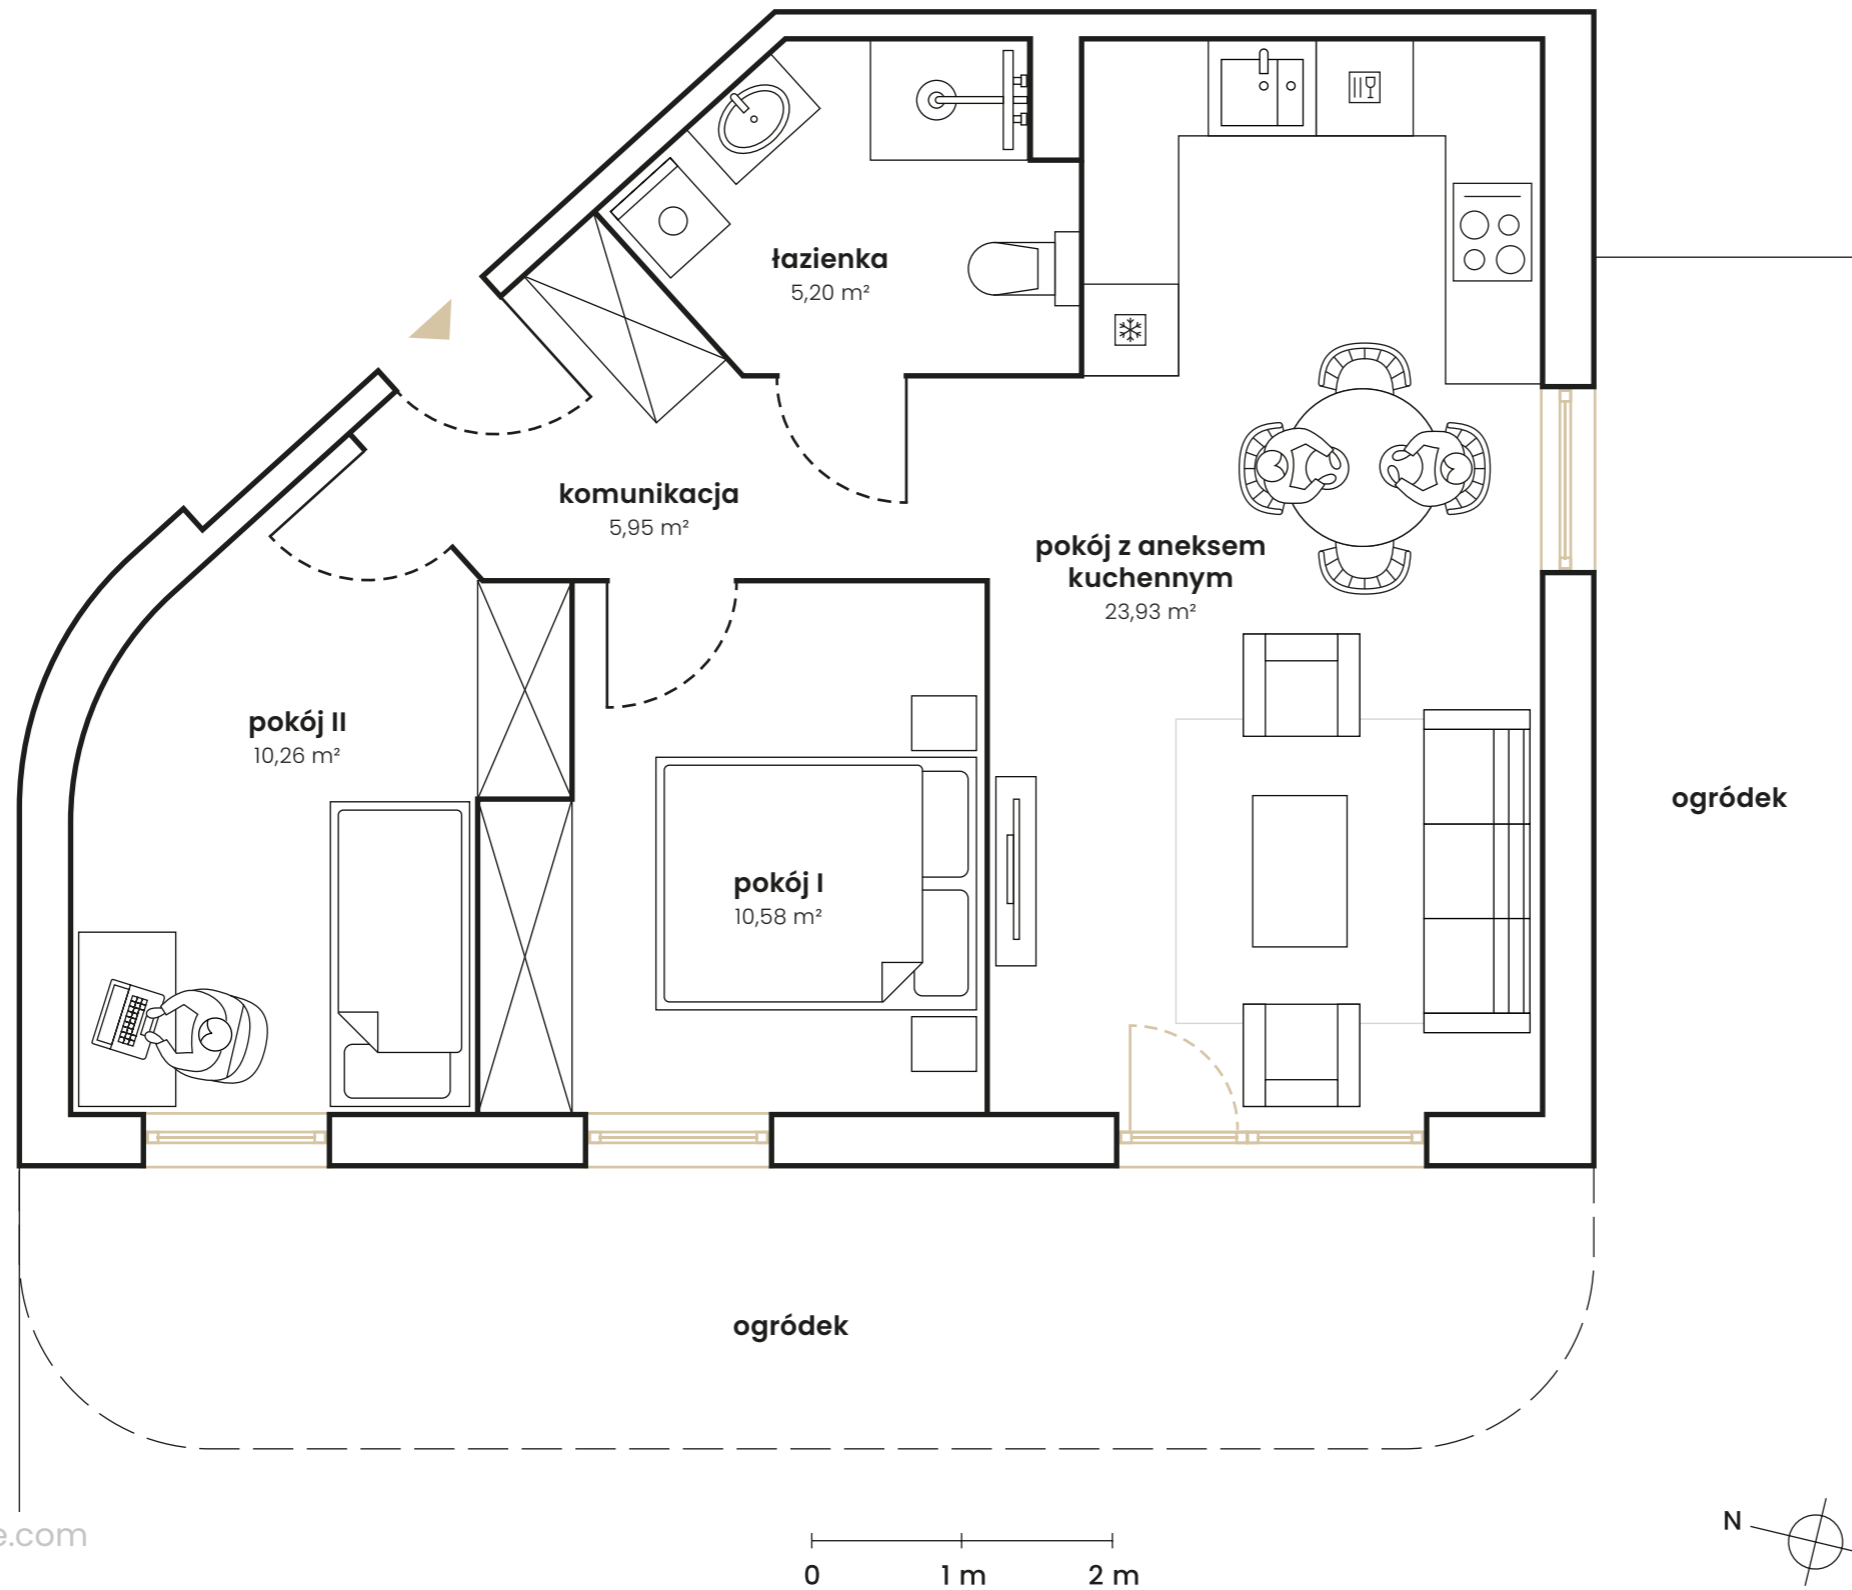 łazienka
5,20 m²
komunikacja
5,95 m²
pokój z aneksem
kuchennym
23,93 m²
pokój II
10,26 m²
pokój I
10,58 m²
ogródek
ogródek
e.com
0 1 m 2 m
N